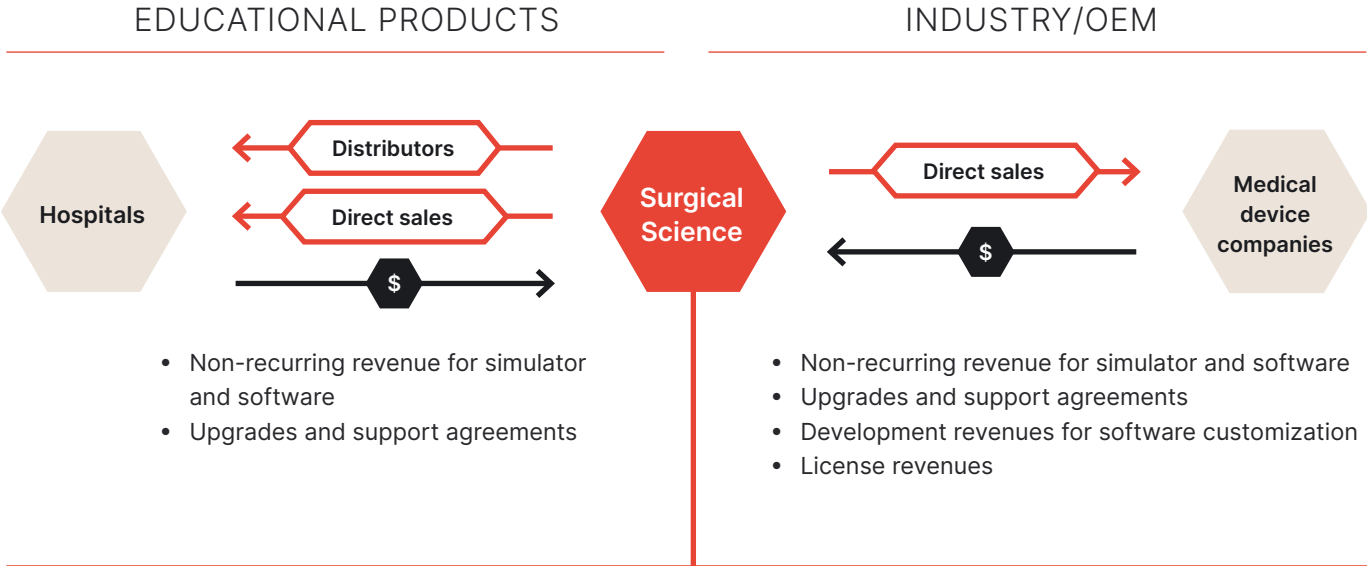 EDUCATIONAL PRODUCTS
Hospitals
Distributors
Direct sales
$
• Non-recurring revenue for simulator
and software
• Upgrades and support agreements
Surgical
Science
INDUSTRY/OEM
Direct sales
$
Medical
device
companies
• Non-recurring revenue for simulator and software
• Upgrades and support agreements
• Development revenues for software customization
• License revenues